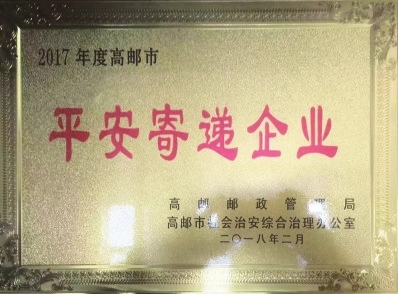 2017年度高邮市
平安寄递企业
高邮邮政管理局
高邮市社会治安综合治理办公室
二〇一八年二月